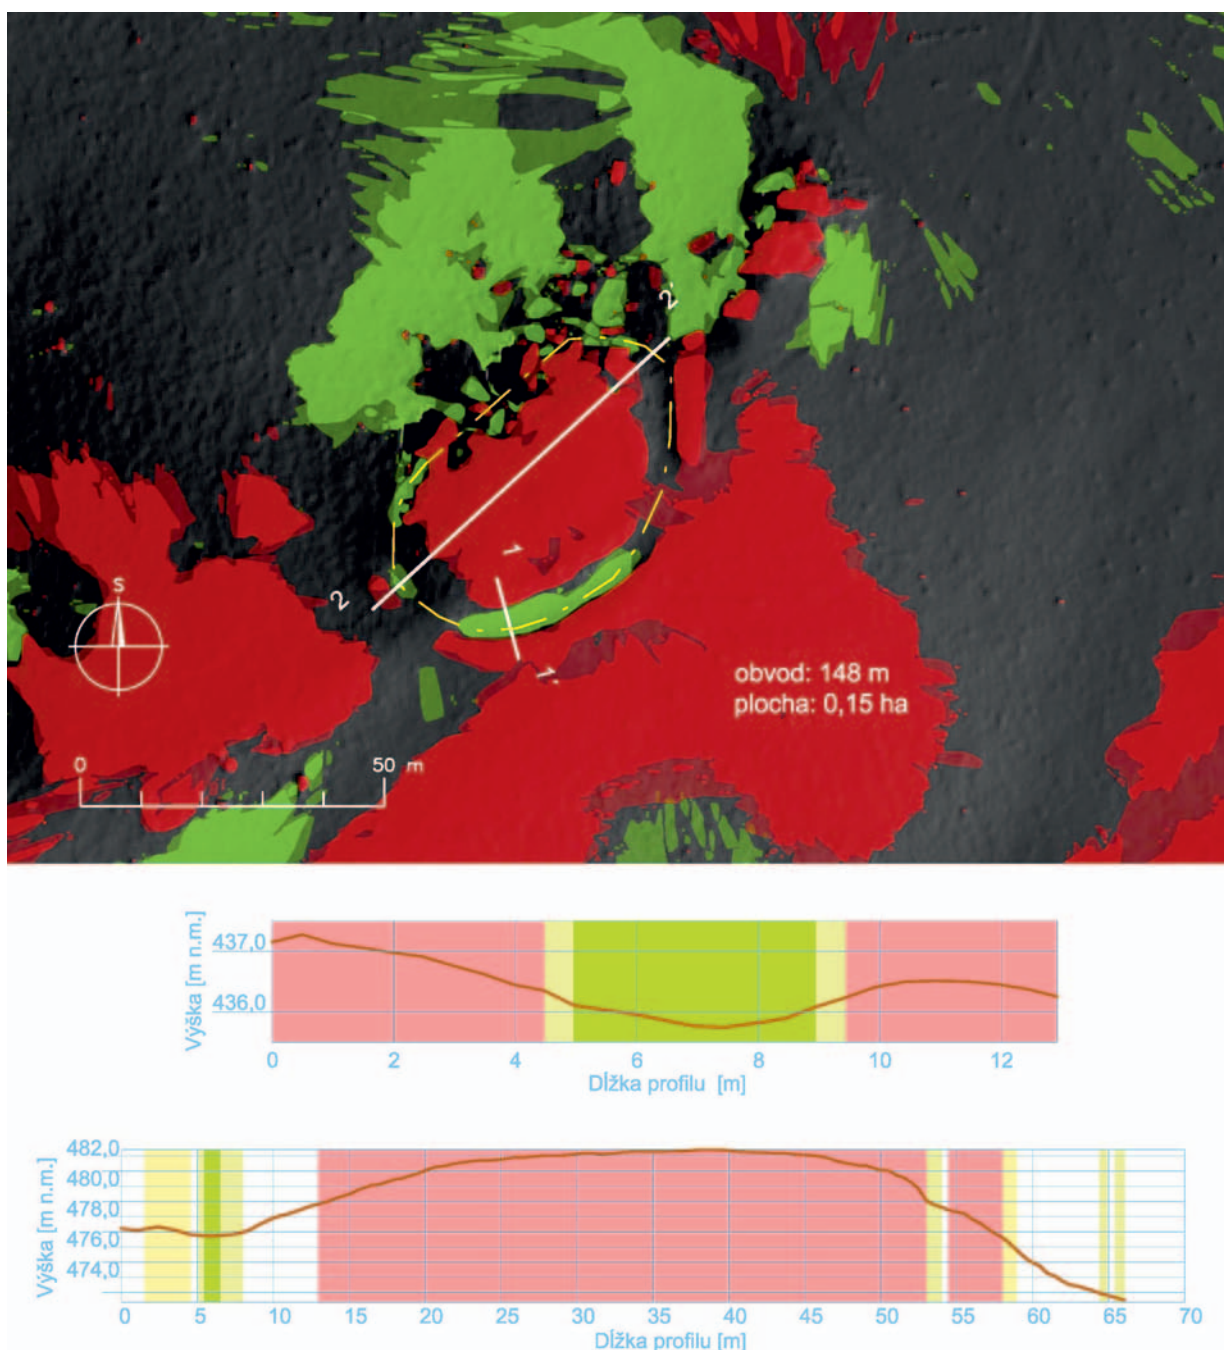 2'
1
2
S
1'
obvod: 148 m
plocha: 0,15 ha
0 50 m
Výška [m n.m.]
437,0
436,0
0 2 4 6 8 10 12
Dĺžka profilu [m]
Výška [m n.m.]
482,0
480,0
478,0
476,0
474,0
0 5 10 15 20 25 30 35 40 45 50 55 60 65 70
Dĺžka profilu [m]